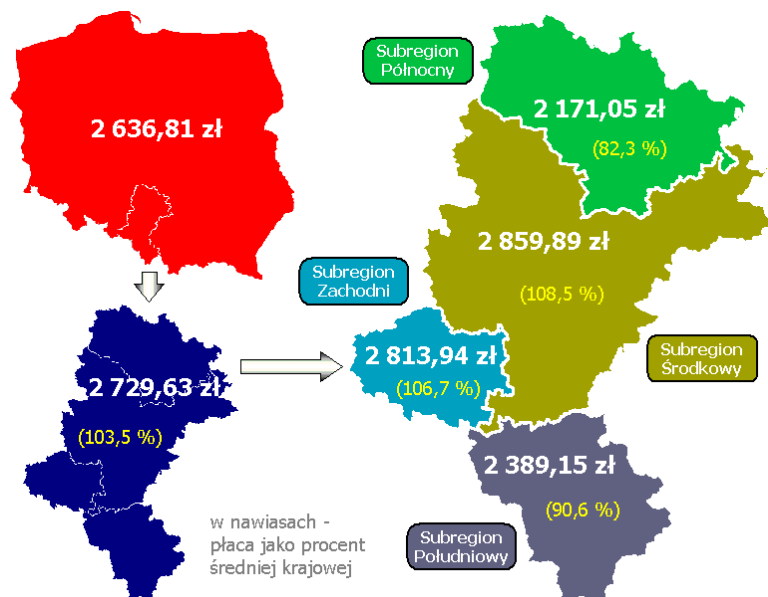 Subregion
Północny
2 636,81 zł
2 171,05 zł
(82,3 %)
2 859,89 zł
(108,5 %)
Subregion
Zachodni
2 813,94 zł
(106,7 %)
Subregion
Środkowy
2 729,63 zł
(103,5 %)
2 389,15 zł
(90,6 %)
Subregion
Południowy
w nawiasach -
płaca jako procent
średniej krajowej